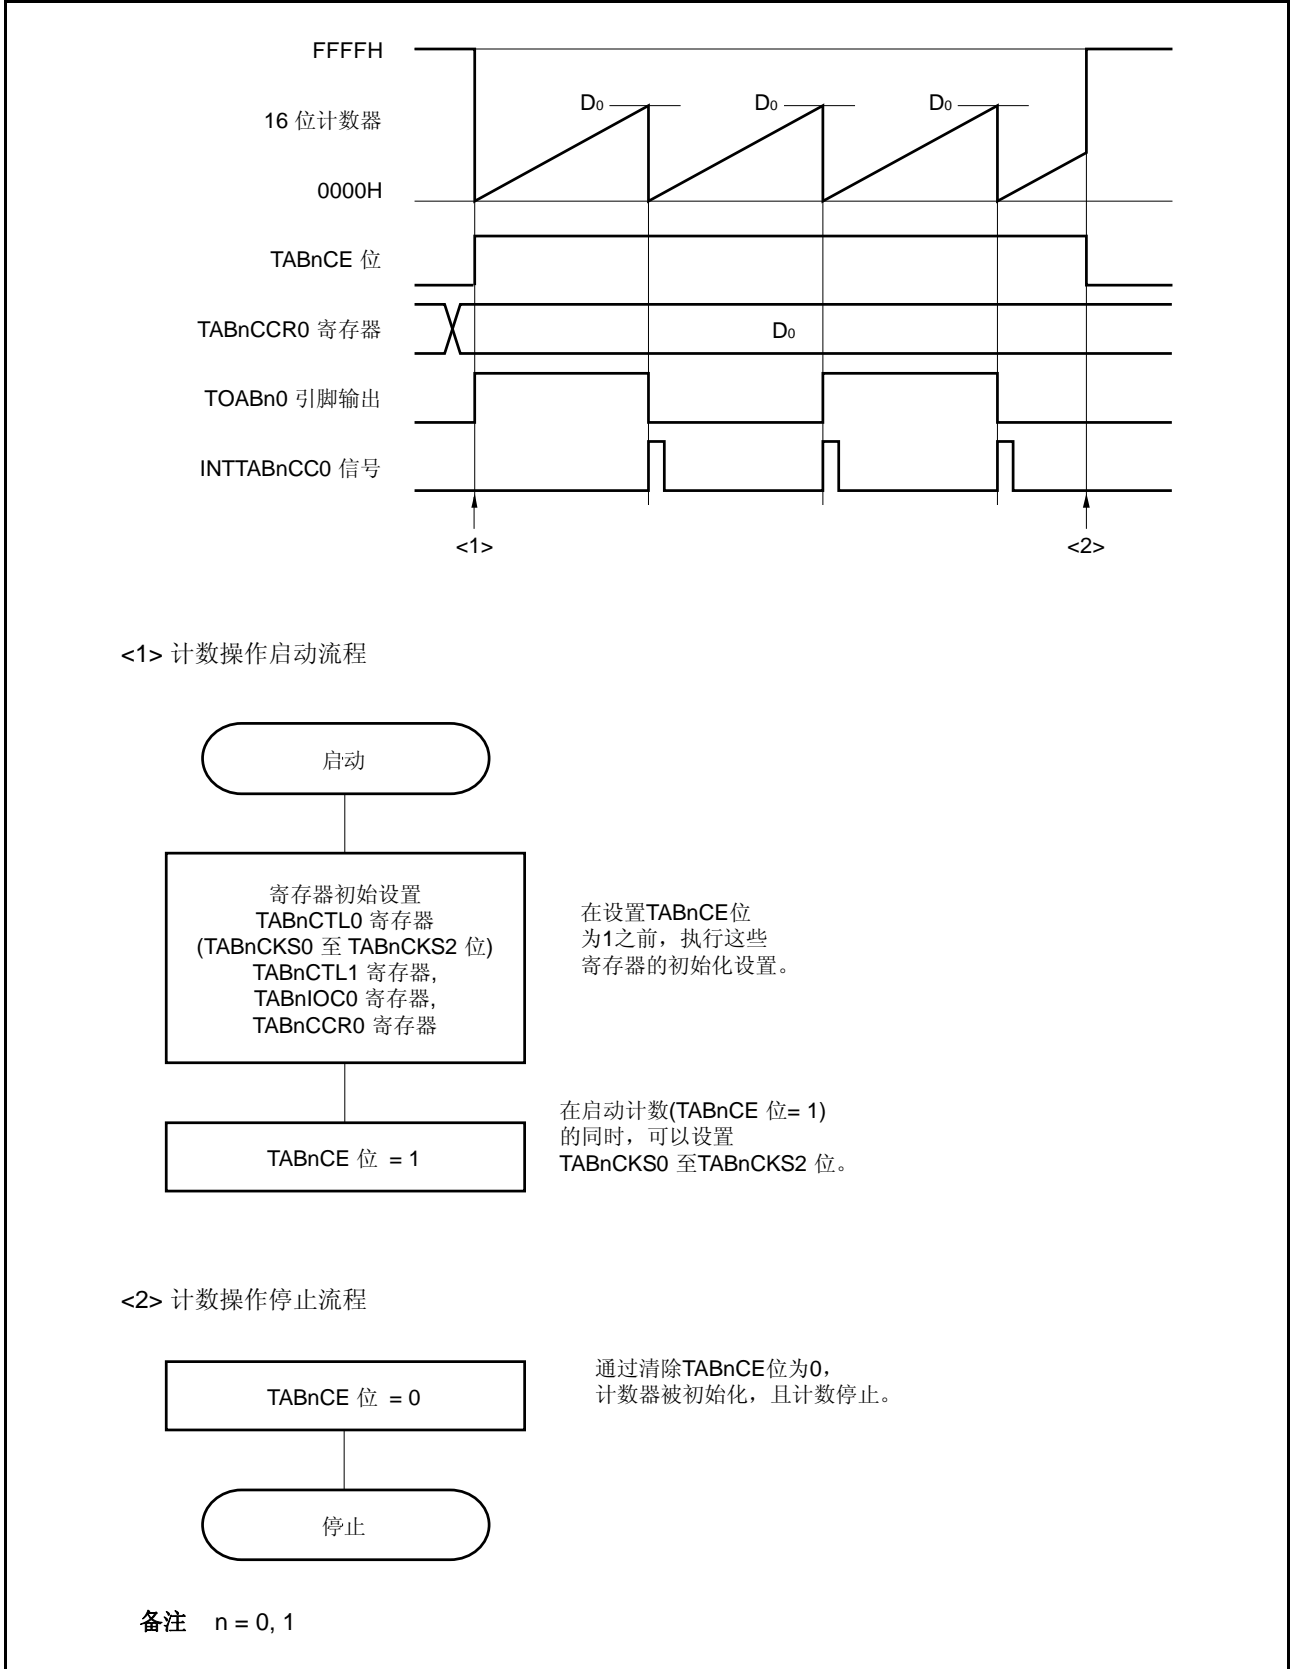 FFFFH
D0 D0 D0
16 位计数器
0000H
TABnCE 位
TABnCCR0 寄存器
D0
TOABn0 引脚输出
INTTABnCC0 信号
<1> <2>
<1> 计数操作启动流程
启动
寄存器初始设置
TABnCTL0 寄存器
(TABnCKS0 至 TABnCKS2 位)
TABnCTL1 寄存器,
TABnIOC0 寄存器,
TABnCCR0 寄存器
在设置TABnCE位
为1之前，执行这些
寄存器的初始化设置。
TABnCE 位 = 1
在启动计数(TABnCE 位= 1)
的同时，可以设置
TABnCKS0 至TABnCKS2 位。
<2> 计数操作停止流程
TABnCE 位 = 0
通过清除TABnCE位为0，
计数器被初始化，且计数停止。
停止
备注 n = 0, 1